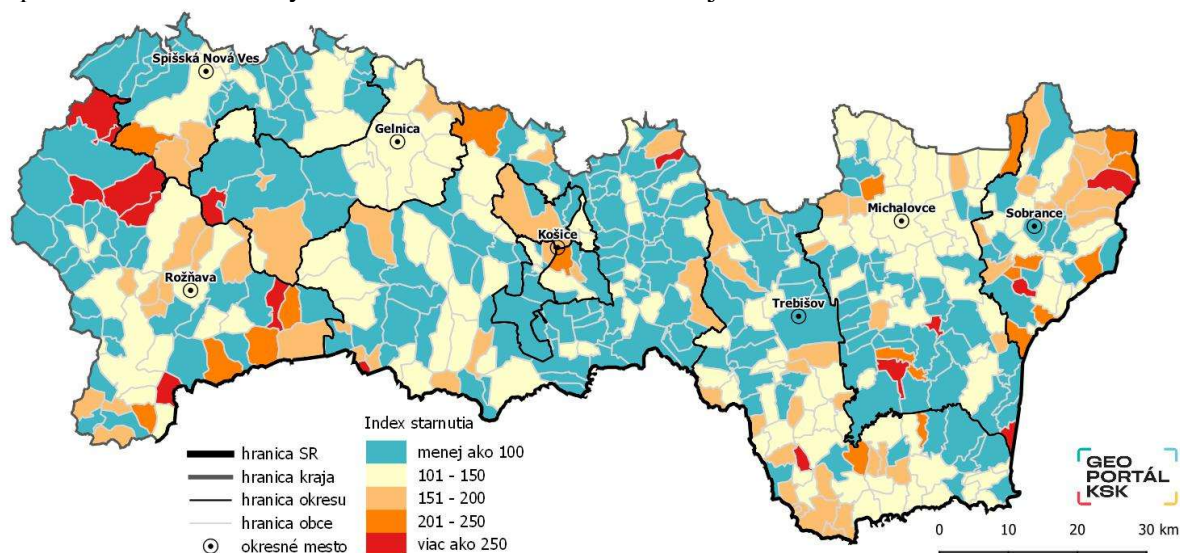 Spišská Nová Ves
Gelnica
Košice
Michalovce
Sobrance
Rožňava
Trebišov
Index starnutia
hranica SR
hranica kraja
hranica okresu
hranica obce
okresné mesto
menej ako 100
101 - 150
151 - 200
201 - 250
viac ako 250
GEO
PORTÁL
KSK
0 10 20 30 km